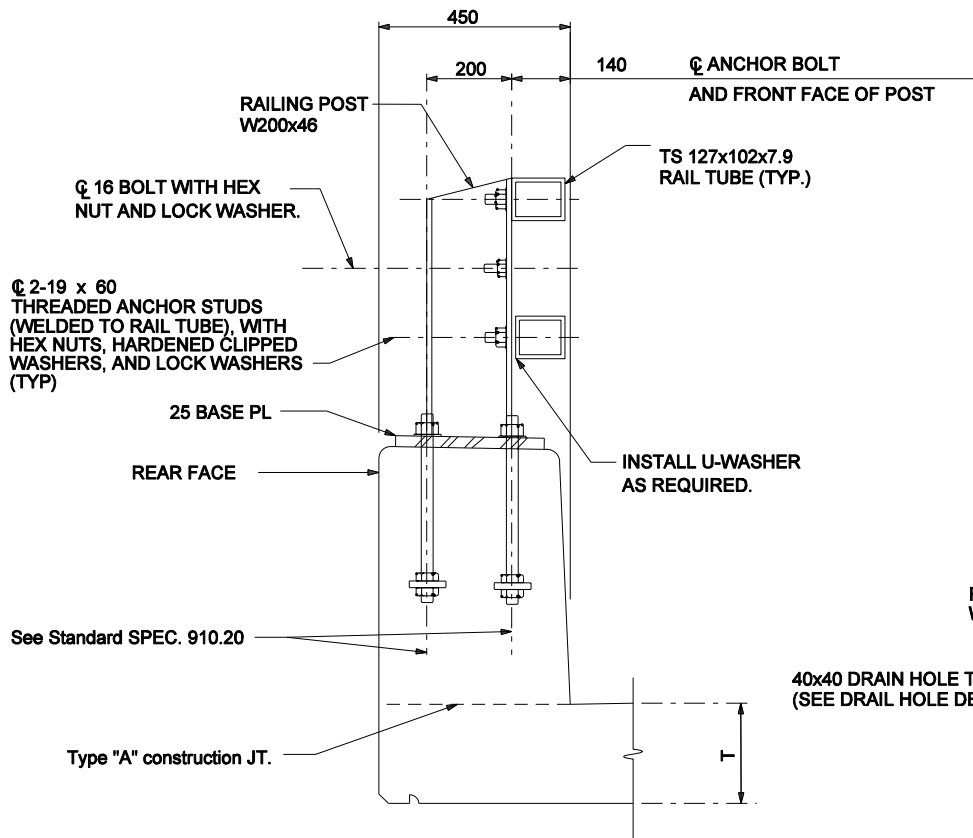 450
200
140
℄ ANCHOR BOLT
AND FRONT FACE OF POST
RAILING POST
W200x46
TS 127x102x7.9
RAIL TUBE (TYP.)
℄ 16 BOLT WITH HEX
NUT AND LOCK WASHER.
℄ 2-19 x 60
THREADED ANCHOR STUDS
(WELDED TO RAIL TUBE), WITH
HEX NUTS, HARDENED CLIPPED
WASHERS, AND LOCK WASHERS
(TYP)
25 BASE PL
REAR FACE
INSTALL U-WASHER
AS REQUIRED.
See Standard SPEC. 910.20
40x40 DRAIN HOLE T
(SEE DRAIL HOLE DE
Type "A" construction JT.
T